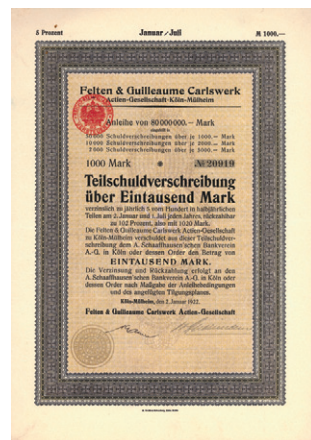 5 Prozent Januar/Juli M 1000.—
Felten & Guilleaume Carlswerk
Actien-Gesellschaft Köln-Mülheim
Anleihe von 80000000.— Mark
eingeteilt in
Schuldverschreibungen über je 1000.— Mark
10000 Schuldverschreibungen über je 2000.— Mark
Schuldverschreibungen über je 5000.— Mark
1000 Mark № 20919
Teilschuldverschreibung
über Eintausend Mark
verzinslich zu jährlich 5 vom Hundert in halbjährlichen
Teilen am 2. Januar und 1. Juli jeden Jahres, rückzahlbar
zu 102 Prozent, also mit 1020 Mark.
Die Felten & Guilleaume Carlswerk Actien-Gesellschaft
zu Köln-Mülheim verschuldet aus dieser Teilschuldver-
schreibung dem A. Schaaffhausen'schen Bankverein
A.-G. in Köln oder dessen Order den Betrag von
EINTAUSEND MARK.
Die Verzinsung und Rückzahlung erfolgt an den
A. Schaaffhausen'schen Bankverein A.-G. in Köln oder
dessen Order nach Maßgabe der Anleihebedingungen
und des angefügten Tilgungsplanes.
Köln-Mülheim, den 2. Januar 1922.
Felten & Guilleaume Carlswerk Actien-Gesellschaft